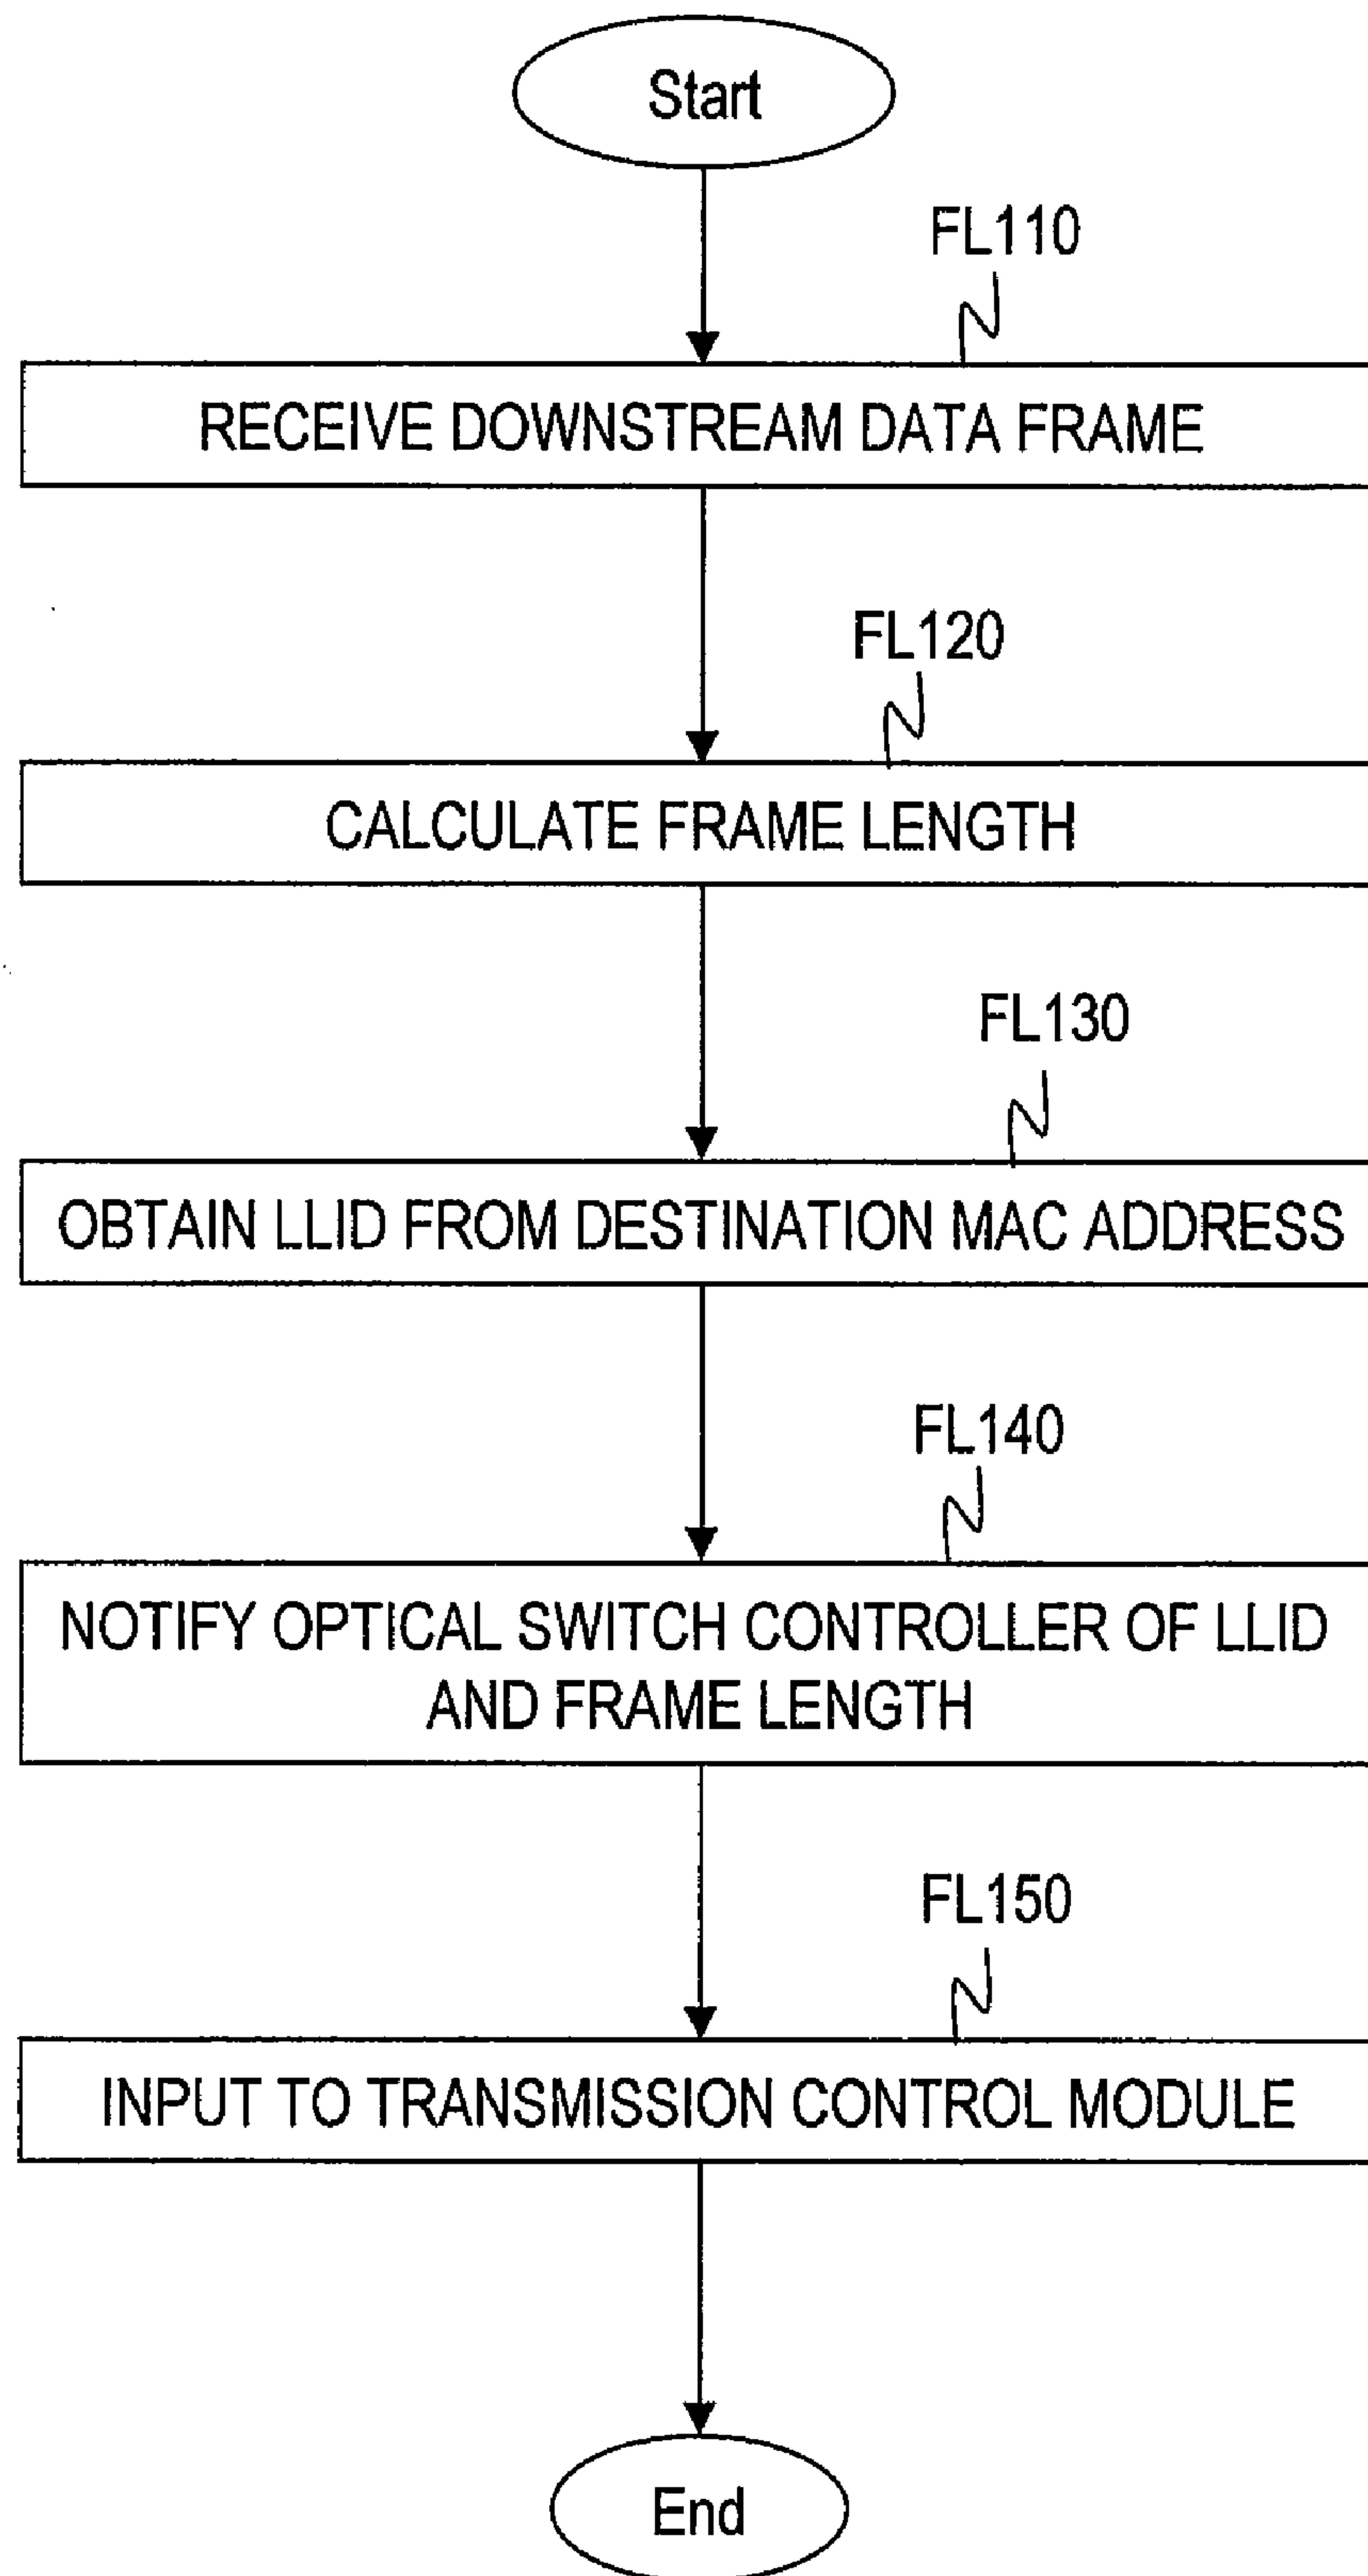 Start
FL110
RECEIVE DOWNSTREAM DATA FRAME
FL120
CALCULATE FRAME LENGTH
FL130
OBTAIN LLID FROM DESTINATION MAC ADDRESS
FL140
NOTIFY OPTICAL SWITCH CONTROLLER OF LLID
AND FRAME LENGTH
FL150
INPUT TO TRANSMISSION CONTROL MODULE
End